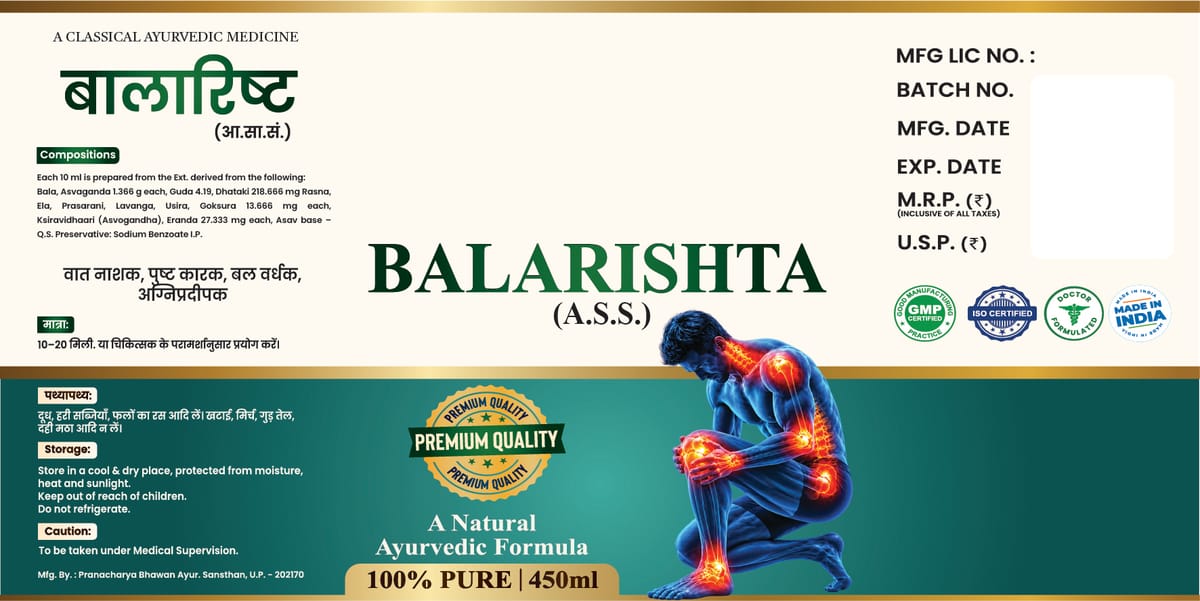 A CLASSICAL AYURVEDIC MEDICINE
बालारिष्ट
(आ.सा.सं.)
Compositions
Each 10 ml is prepared from the Ext. derived from the following:
Bala, Asvaganda 1.366 g each, Guda 4.19, Dhataki 218.666 mg Rasna,
Ela, Prasarani, Lavanga, Usira, Goksura 13.666 mg each,
Ksiravidhaari (Asvogandha), Eranda 27.333 mg each, Asav base –
Q.S. Preservative: Sodium Benzoate I.P.
वात नाशक, पुष्ट कारक, बल वर्धक,
अग्निप्रदीपक
मात्रा:
10–20 मिली. या चिकित्सक के परामर्शानुसार प्रयोग करें।
पथ्यापथ्य:
दूध, हरी सब्जियाँ, फलों का रस आदि लें। खटाई, मिर्च, गुड़ तेल,
दही मठा आदि न लें।
Storage:
Store in a cool & dry place, protected from moisture,
heat and sunlight.
Keep out of reach of children.
Do not refrigerate.
Caution:
To be taken under Medical Supervision.
Mfg. By. : Pranacharya Bhawan Ayur. Sansthan, U.P. - 202170
BALARISHTA
(A.S.S.)
PREMIUM QUALITY
PREMIUM QUALITY
PREMIUM QUALITY
A Natural
Ayurvedic Formula
100% PURE | 450ml
MFG LIC NO. :
BATCH NO.
MFG. DATE
EXP. DATE
M.R.P. (₹)
(INCLUSIVE OF ALL TAXES)
U.S.P. (₹)
GOOD MANUFACTURING
GMP
CERTIFIED
PRACTICE
ISO CERTIFIED
DOCTOR
FORMULATED
MADE IN INDIA
MADE IN
INDIA